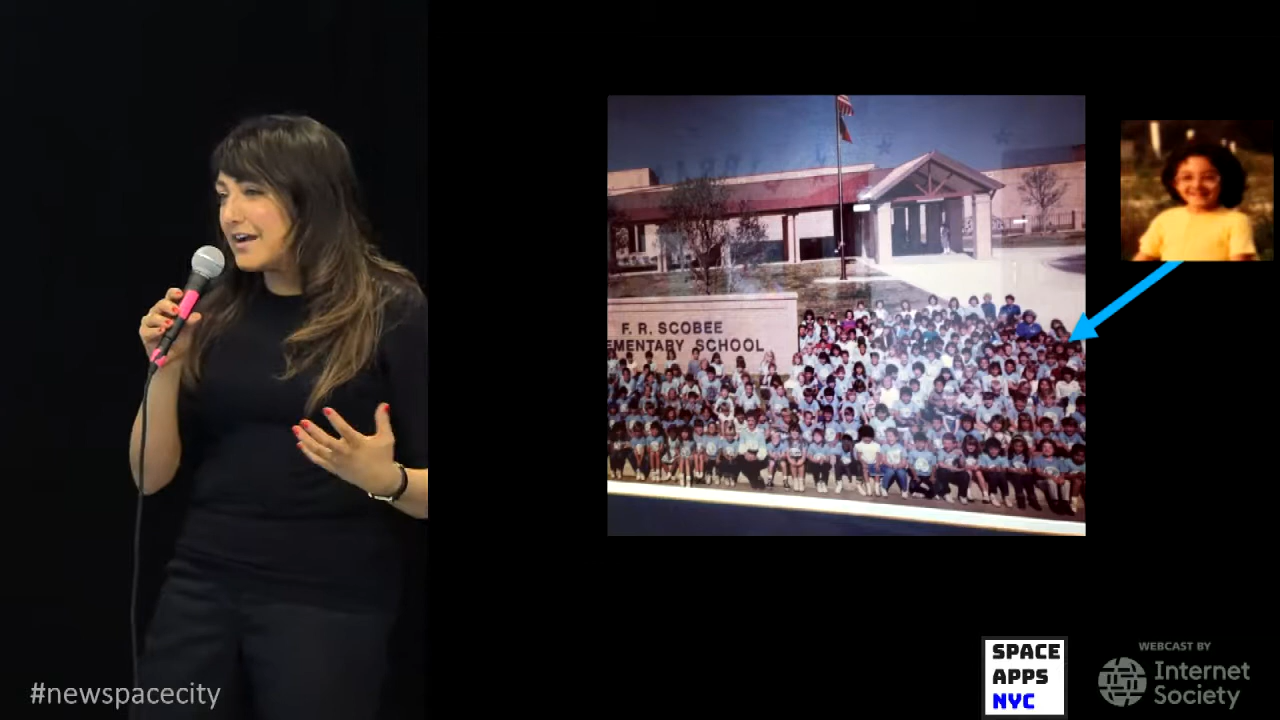 F. R. SCOBEE
EMENTARY SCHOOL
#newspacecity
SPACE
APPS
NYC
WEBCAST BY
Internet
Society